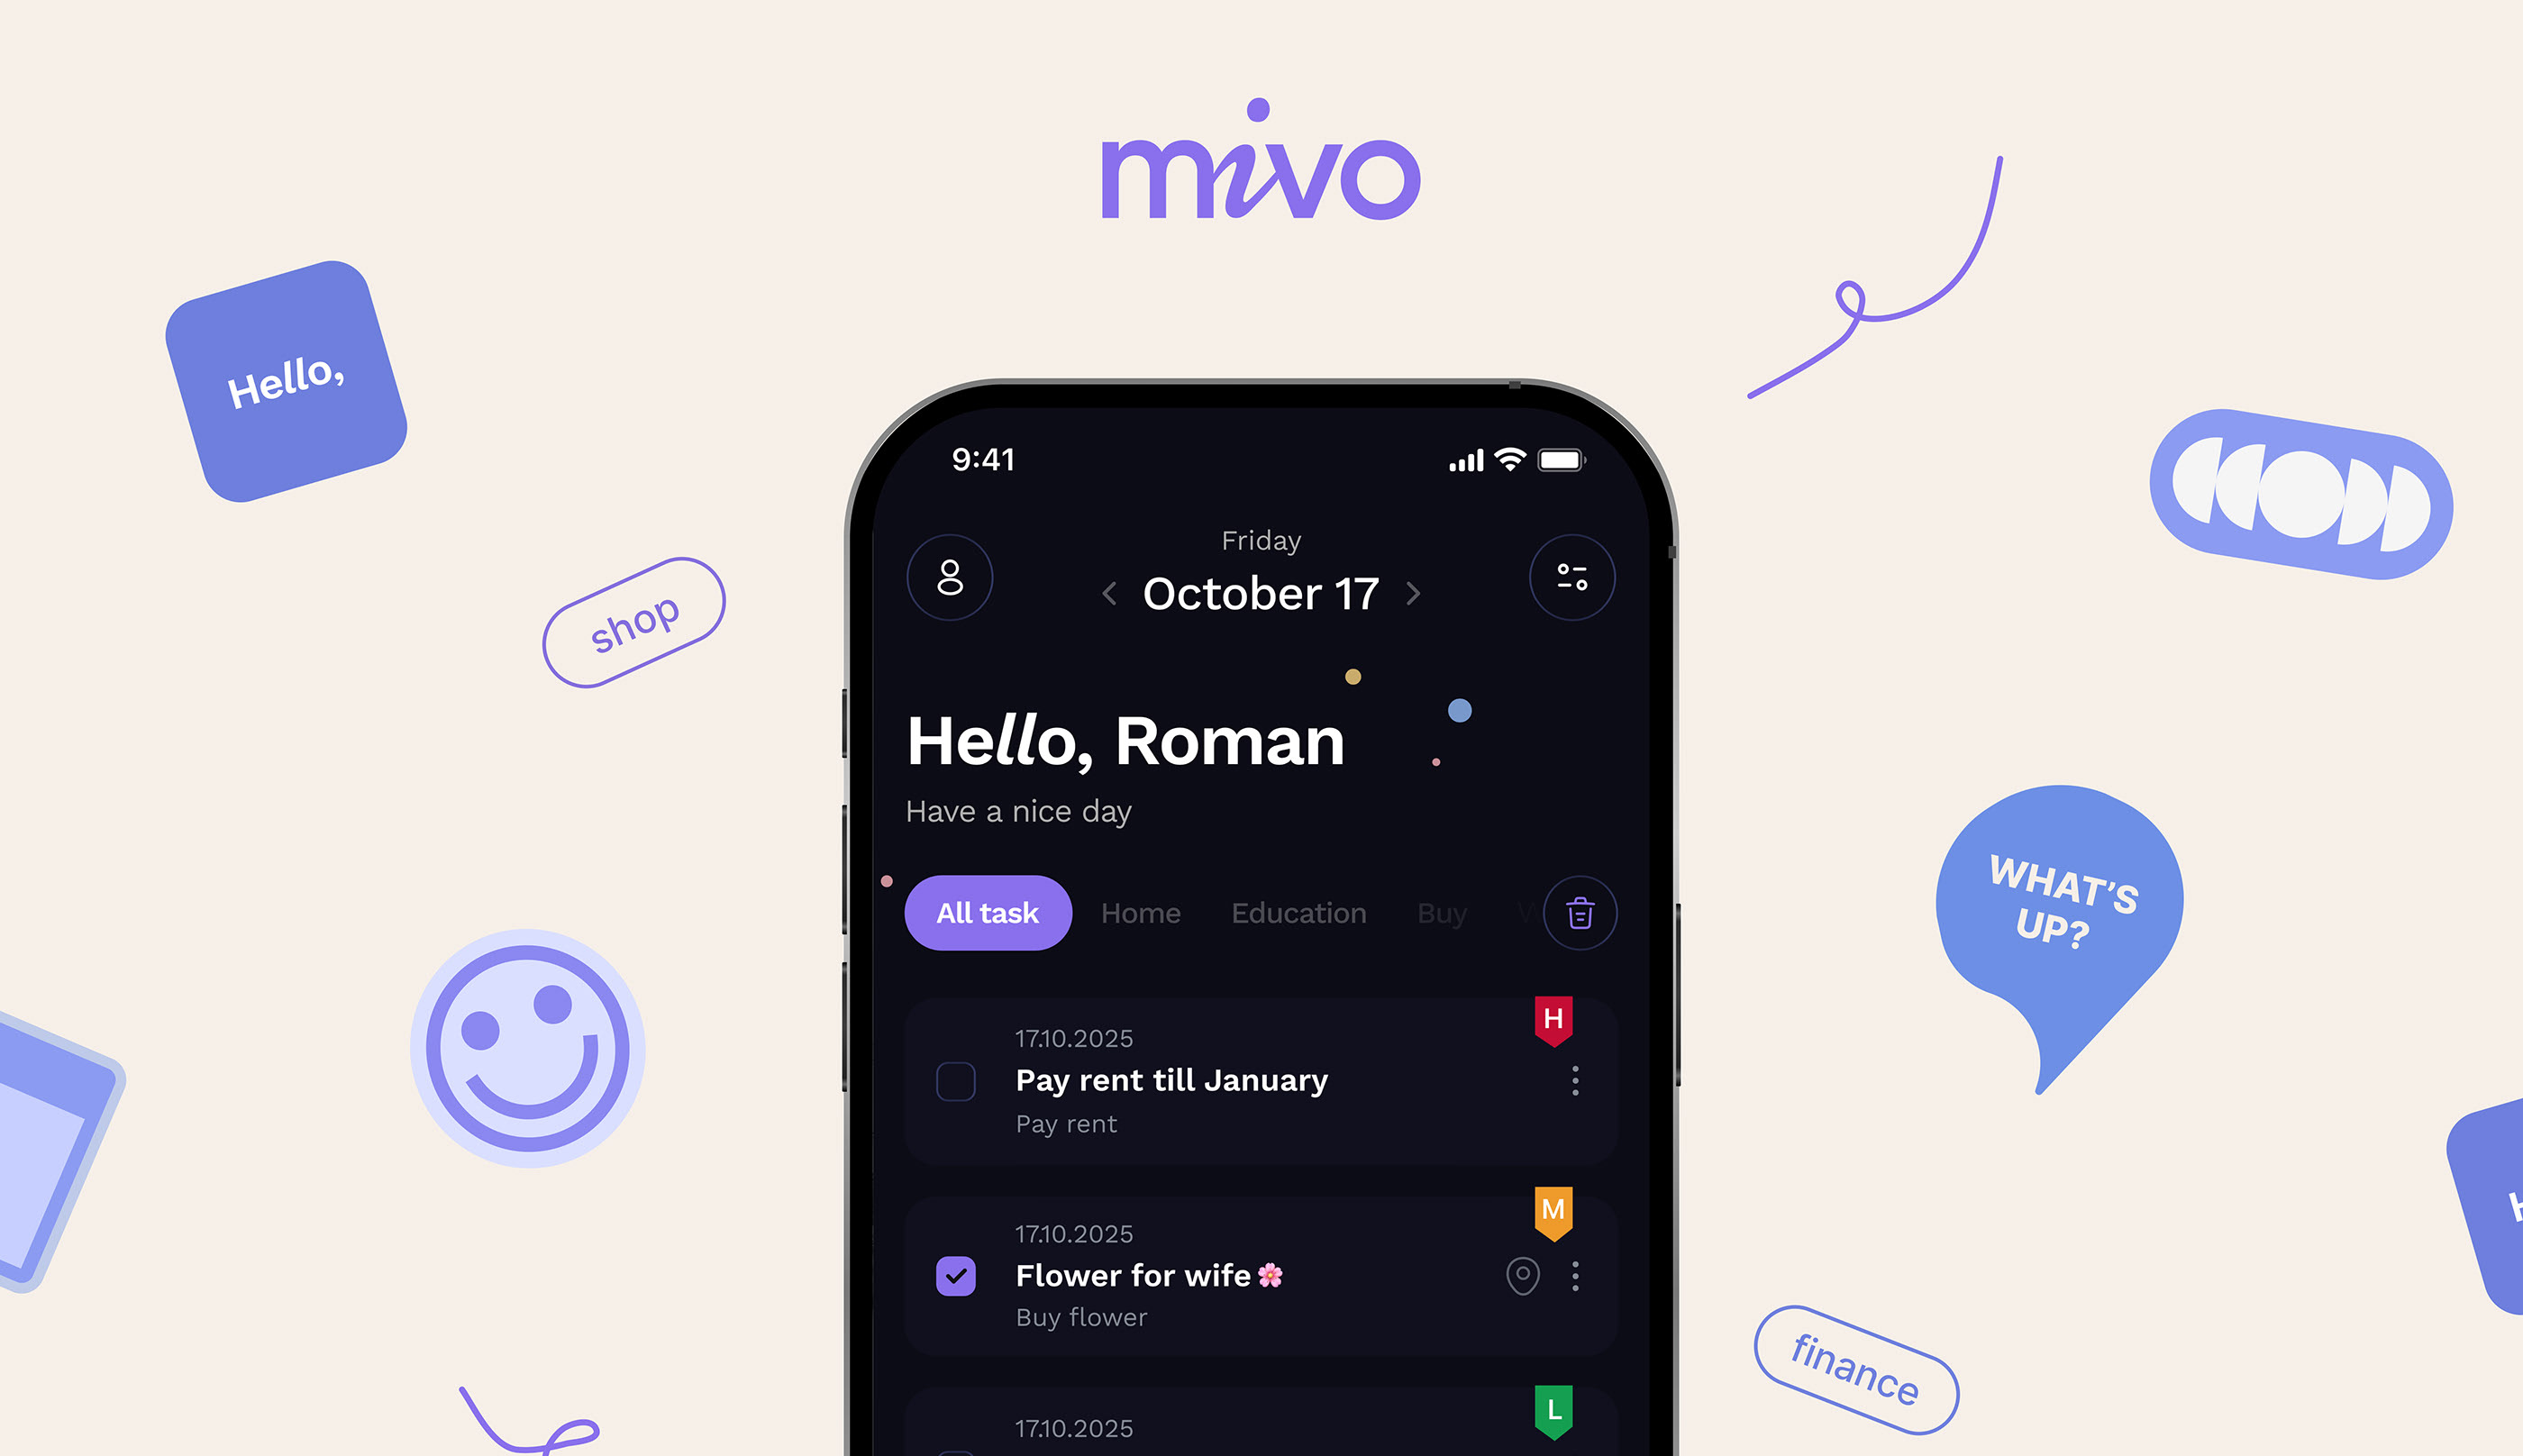 mivo
Hello,
shop
9:41
Friday
October 17
Hello, Roman
Have a nice day
All task Home Education Buy
WHAT'S
UP?
H
17.10.2025
Pay rent till January
Pay rent
M
17.10.2025
Flower for wife🌸
Buy flower
L
17.10.2025
finance